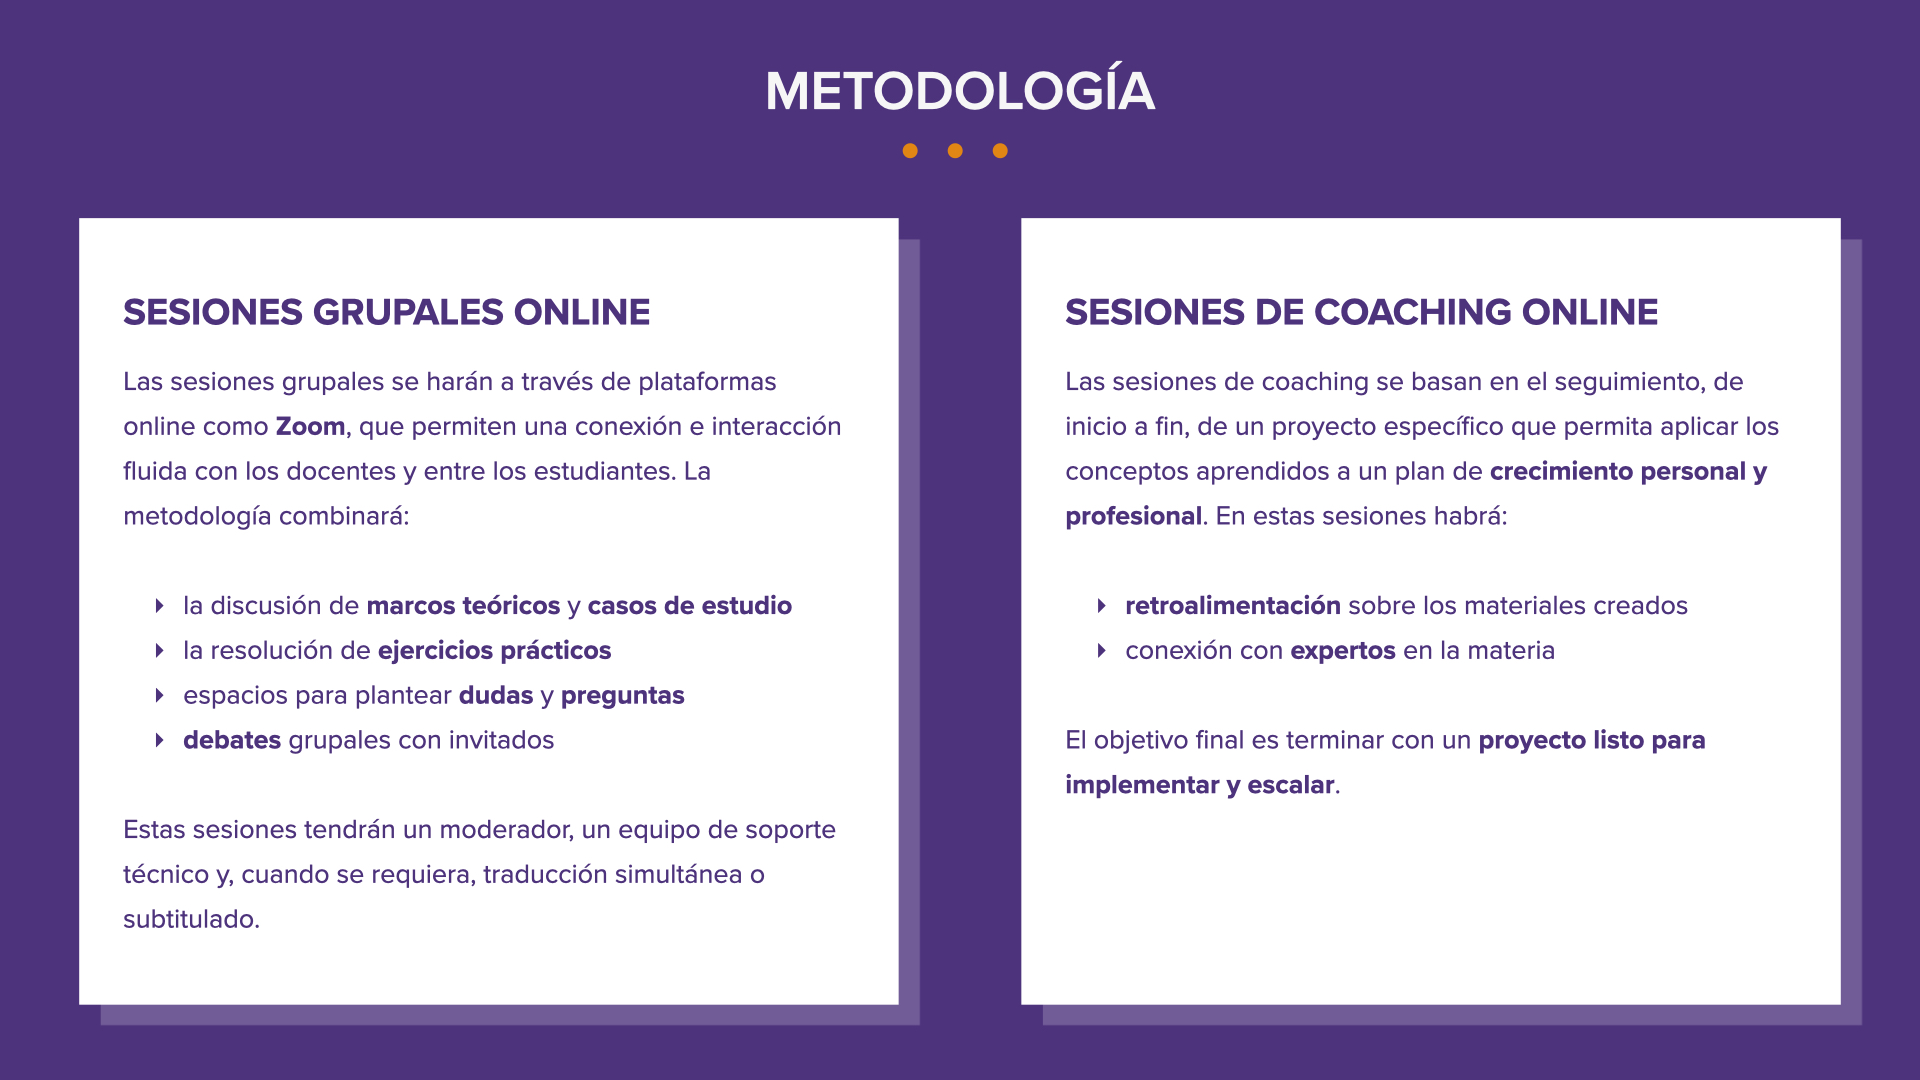 METODOLOGÍA
SESIONES GRUPALES ONLINE
Las sesiones grupales se harán a través de plataformas
online como Zoom, que permiten una conexión e interacción
fluida con los docentes y entre los estudiantes. La
metodología combinará:
la discusión de marcos teóricos y casos de estudio
la resolución de ejercicios prácticos
espacios para plantear dudas y preguntas
debates grupales con invitados
Estas sesiones tendrán un moderador, un equipo de soporte
técnico y, cuando se requiera, traducción simultánea o
subtitulado.
SESIONES DE COACHING ONLINE
Las sesiones de coaching se basan en el seguimiento, de
inicio a fin, de un proyecto específico que permita aplicar los
conceptos aprendidos a un plan de crecimiento personal y
profesional. En estas sesiones habrá:
retroalimentación sobre los materiales creados
conexión con expertos en la materia
El objetivo final es terminar con un proyecto listo para
implementar y escalar.